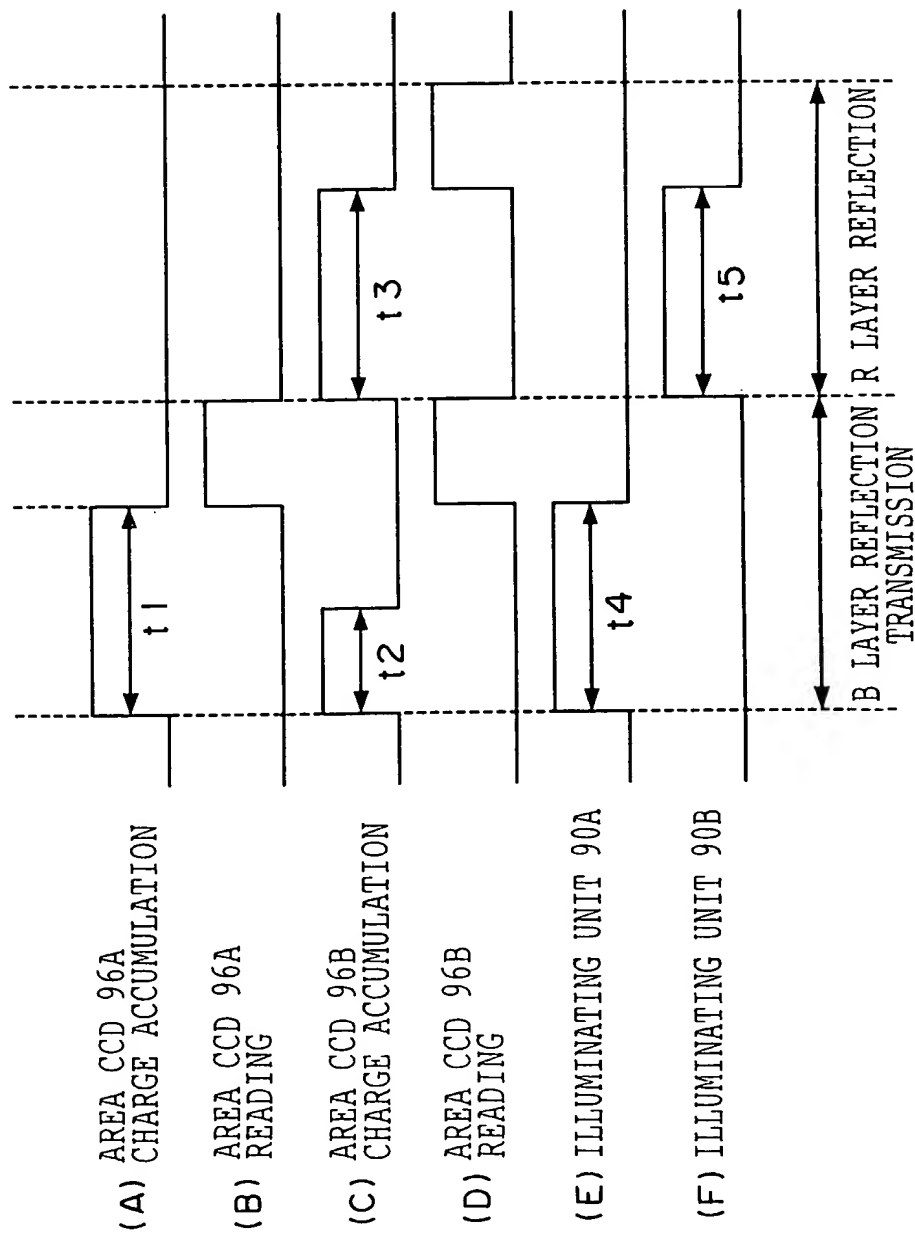 (A) AREA CCD 96A
CHARGE ACCUMULATION
t1
(B) AREA CCD 96A
READING
(C) AREA CCD 96B
CHARGE ACCUMULATION
t2
t3
(D) AREA CCD 96B
READING
(E) ILLUMINATING UNIT 90A
t4
(F) ILLUMINATING UNIT 90B
t5
B LAYER REFLECTION
TRANSMISSION
R LAYER REFLECTION